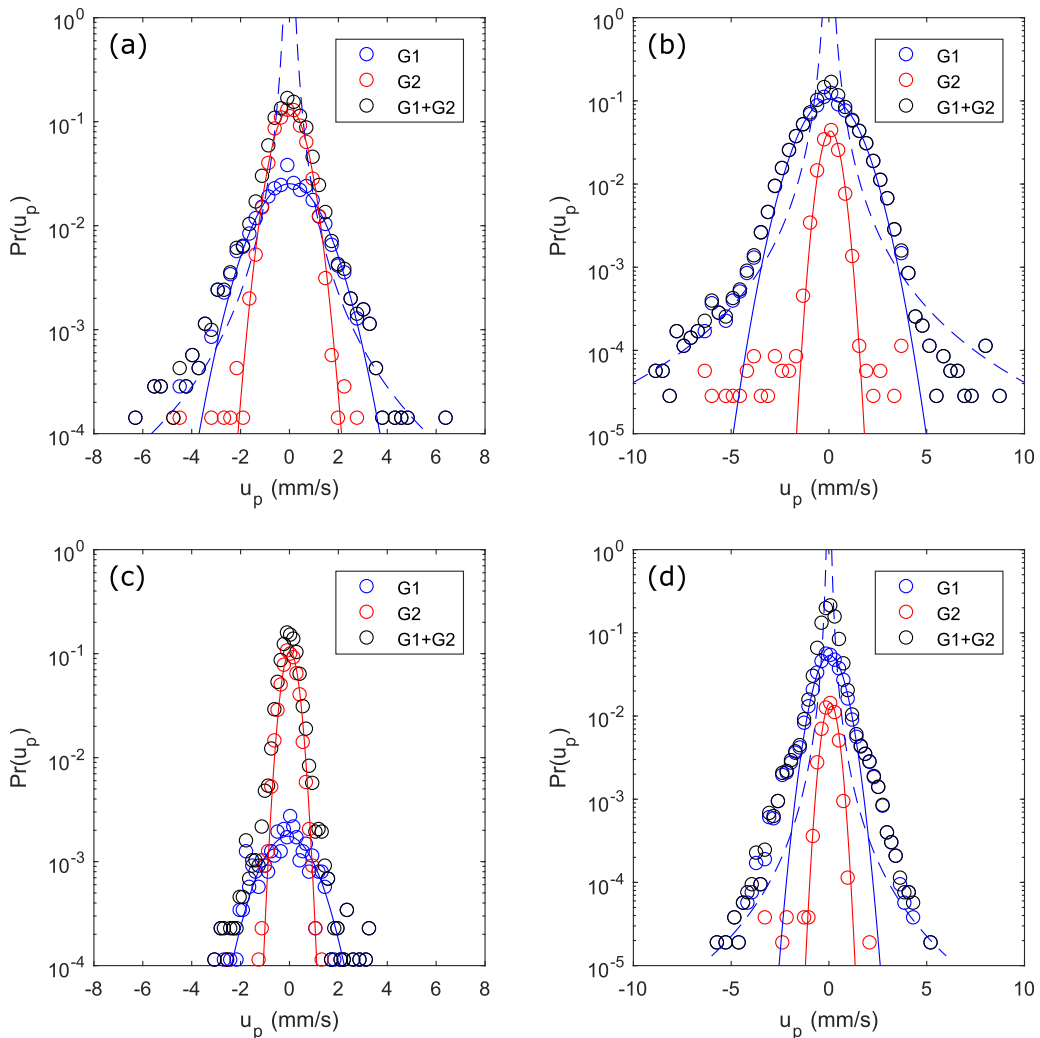 (a)
G1
G2
G1+G2
10^0
10^-1
10^-2
10^-3
10^-4
Pr(u_p)
-8 -6 -4 -2 0 2 4 6 8
u_p (mm/s)
(b)
G1
G2
G1+G2
10^0
10^-1
10^-2
10^-3
10^-4
10^-5
Pr(u_p)
-10 -5 0 5 10
u_p (mm/s)
(c)
G1
G2
G1+G2
10^0
10^-1
10^-2
10^-3
10^-4
Pr(u_p)
-8 -6 -4 -2 0 2 4 6 8
u_p (mm/s)
(d)
G1
G2
G1+G2
10^0
10^-1
10^-2
10^-3
10^-4
10^-5
Pr(u_p)
-10 -5 0 5 10
u_p (mm/s)